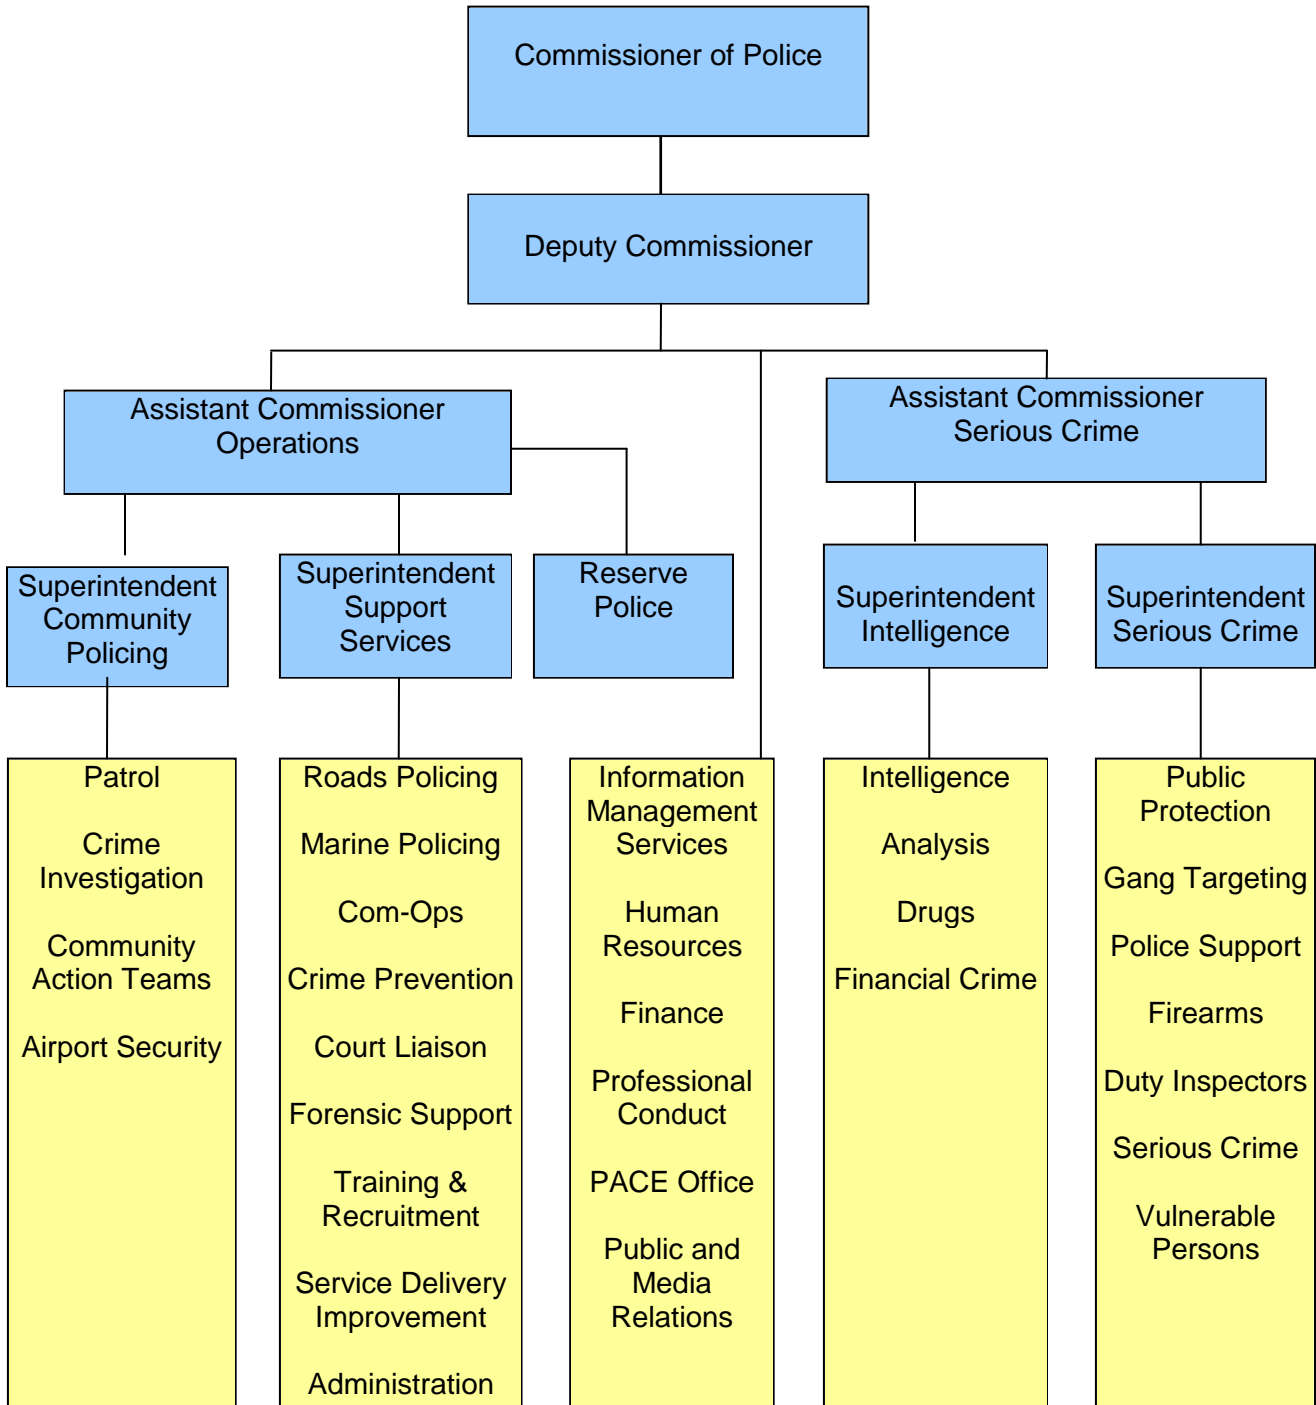 Commissioner of Police
Deputy Commissioner
Assistant Commissioner
Operations
Assistant Commissioner
Serious Crime
Superintendent
Community
Policing
Superintendent
Support
Services
Reserve
Police
Superintendent
Intelligence
Superintendent
Serious Crime
Patrol
Crime
Investigation
Community
Action Teams
Airport Security
Roads Policing
Marine Policing
Com-Ops
Crime Prevention
Court Liaison
Forensic Support
Training &
Recruitment
Service Delivery
Improvement
Administration
Information
Management
Services
Human
Resources
Finance
Professional
Conduct
PACE Office
Public and
Media
Relations
Intelligence
Analysis
Drugs
Financial Crime
Public
Protection
Gang Targeting
Police Support
Firearms
Duty Inspectors
Serious Crime
Vulnerable
Persons